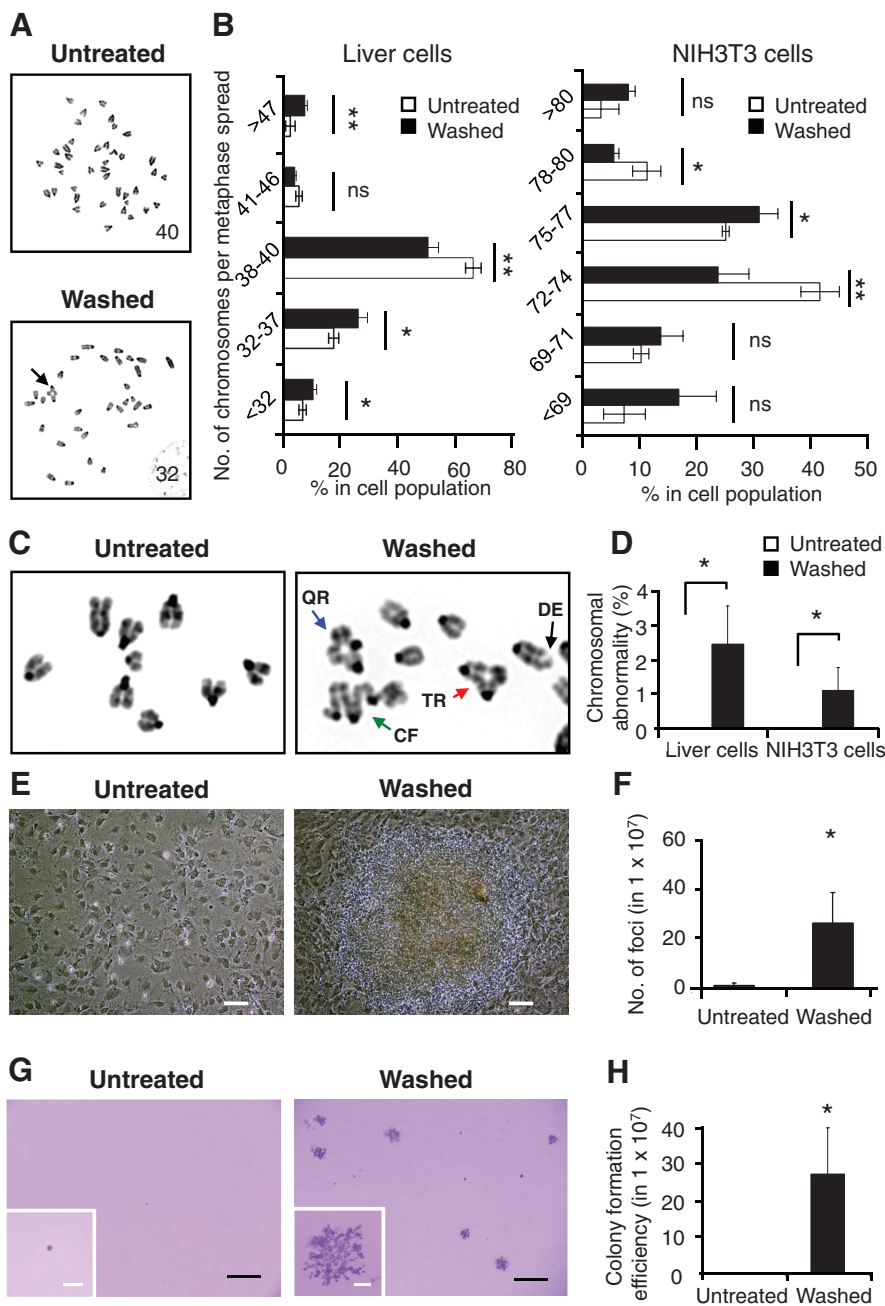 A
Untreated
40
Washed
32
B
Liver cells
No. of chromosomes per metaphase spread
Untreated
Washed
>47
41-46
38-40
32-37
<32
**
ns
**
*
*
0 20 40 60 80
% in cell population
NIH3T3 cells
Untreated
Washed
>80
78-80
75-77
72-74
69-71
<69
ns
*
*
**
ns
ns
0 10 20 30 40 50
% in cell population
C
Untreated
Washed
QR
DE
TR
CF
D
Untreated
Washed
Chromosomal
abnormality (%)
4
3
2
1
0
*
*
Liver cells NIH3T3 cells
E
Untreated
Washed
F
No. of foci (in 1 x 10⁷)
60
40
20
0
*
Untreated Washed
G
Untreated
Washed
H
Colony formation
efficiency (in 1 x 10⁷)
40
30
20
10
0
*
Untreated Washed